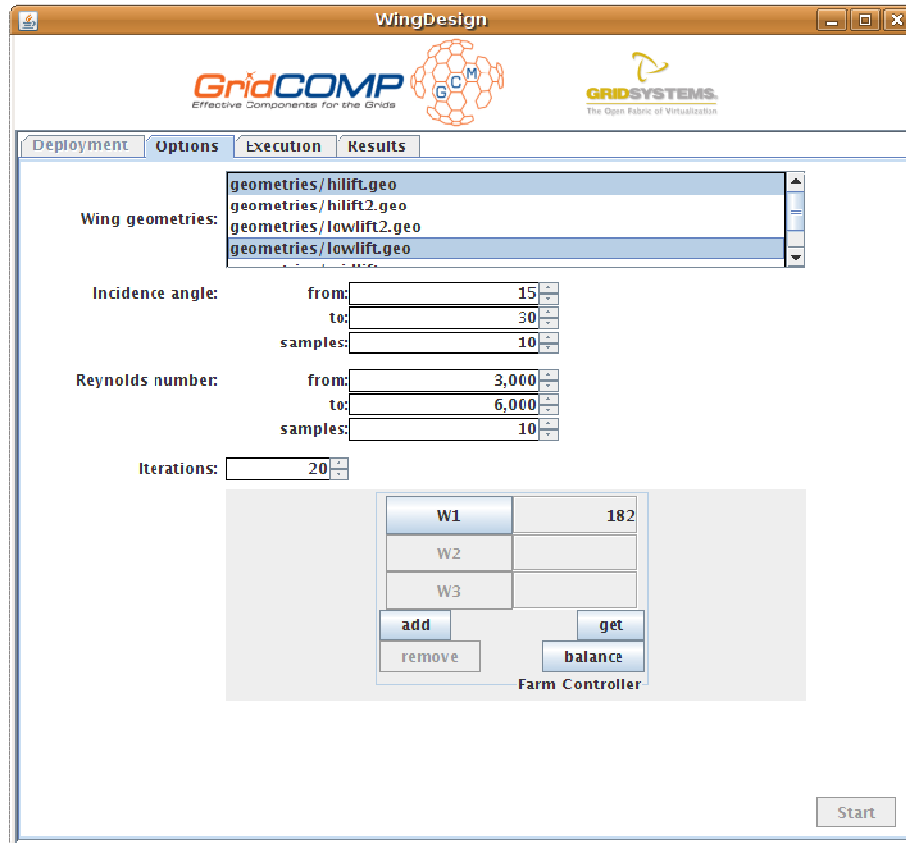 WingDesign
GridCOMP
Effective Components for the Grids
GCM
GRIDSYSTEMS
The Open Fabric of Virtualization
Deployment Options Execution Results
Wing geometries:
geometries/hilift.geo
geometries/hilift2.geo
geometries/lowlift2.geo
geometries/lowlift.geo
Incidence angle: from: 15
to: 30
samples: 10
Reynolds number: from: 3,000
to: 6,000
samples: 10
Iterations: 20
W1 182
W2
W3
add get
remove balance
Farm Controller
Start